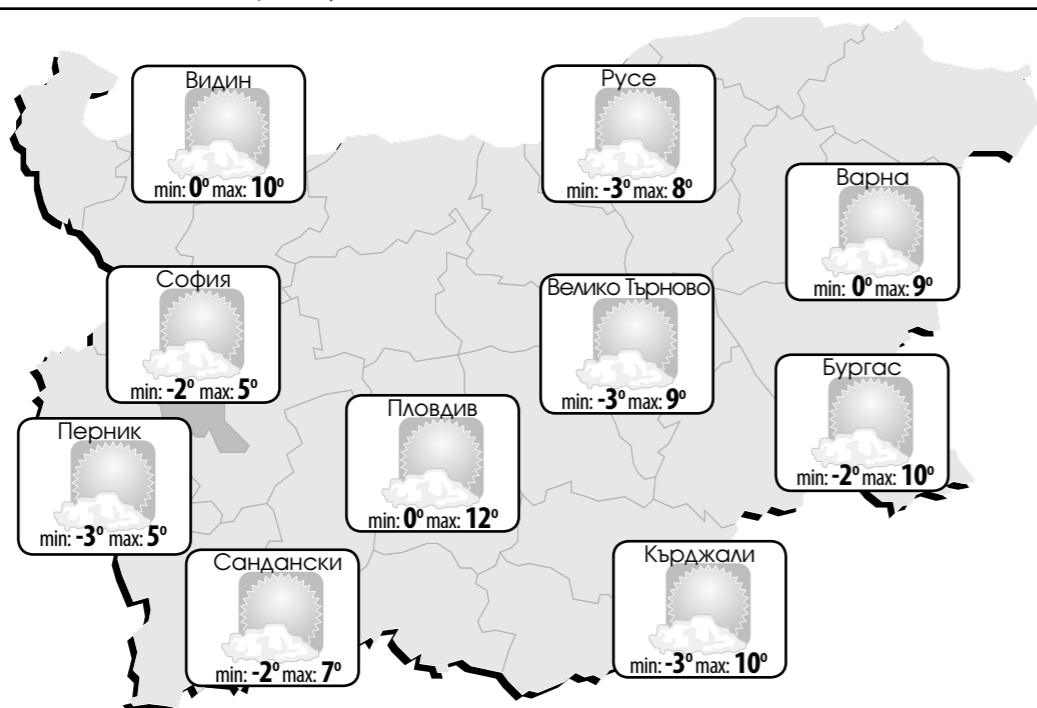 Видин
min: 0° max: 10°
Русе
min: -3° max: 8°
Варна
min: 0° max: 9°
София
min: -2° max: 5°
Велико Търново
min: -3° max: 9°
Бургас
min: -2° max: 10°
Пловдив
min: 0° max: 12°
Перник
min: -3° max: 5°
Сандански
min: -2° max: 7°
Кърджали
min: -3° max: 10°